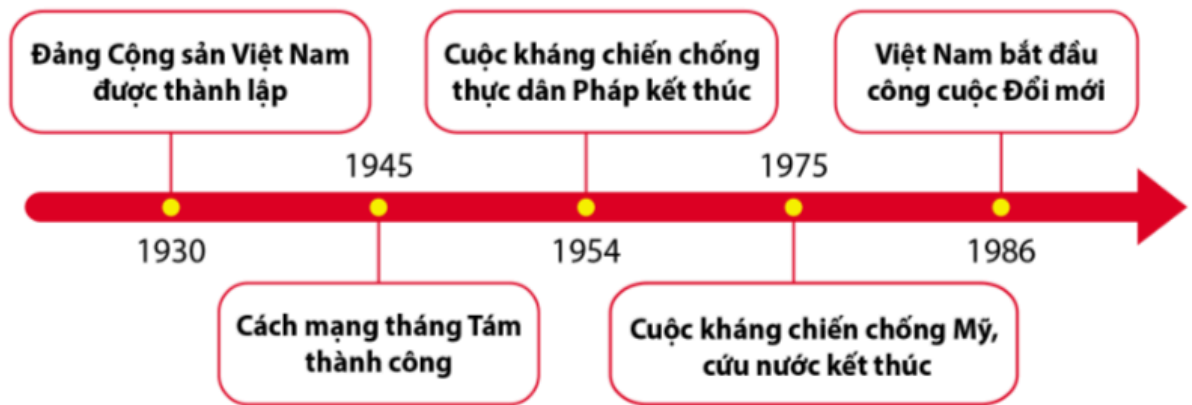 Đảng Cộng sản Việt Nam
được thành lập
Cuộc kháng chiến chống
thực dân Pháp kết thúc
Việt Nam bắt đầu
công cuộc Đổi mới
1945
1975
1930
1954
1986
Cách mạng tháng Tám
thành công
Cuộc kháng chiến chống Mỹ,
cứu nước kết thúc